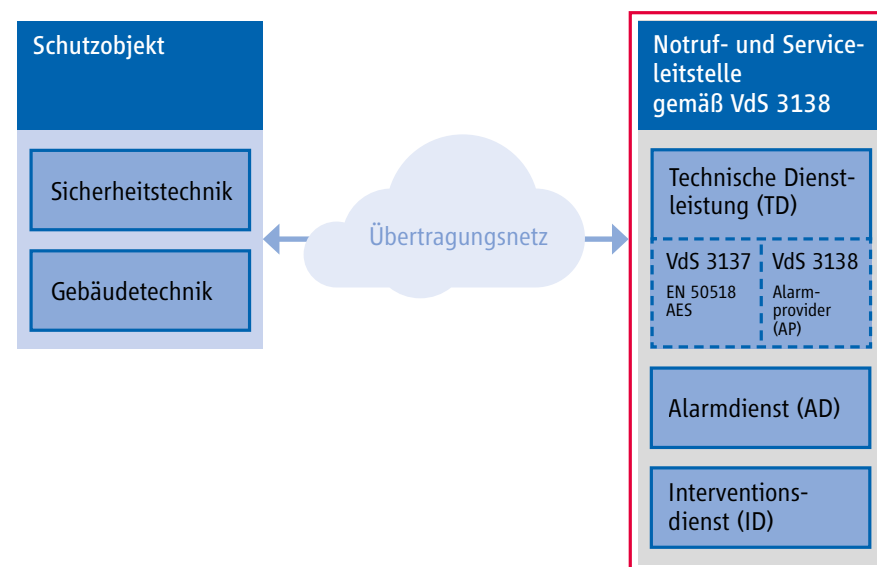 Schutzobjekt
Sicherheitstechnik
Gebäudetechnik
Übertragungsnetz
Notruf- und Service-
leitstelle
gemäß VdS 3138
Technische Dienst-
leistung (TD)
VdS 3137
EN 50518
AES
VdS 3138
Alarm-
provider
(AP)
Alarmdienst (AD)
Interventions-
dienst (ID)